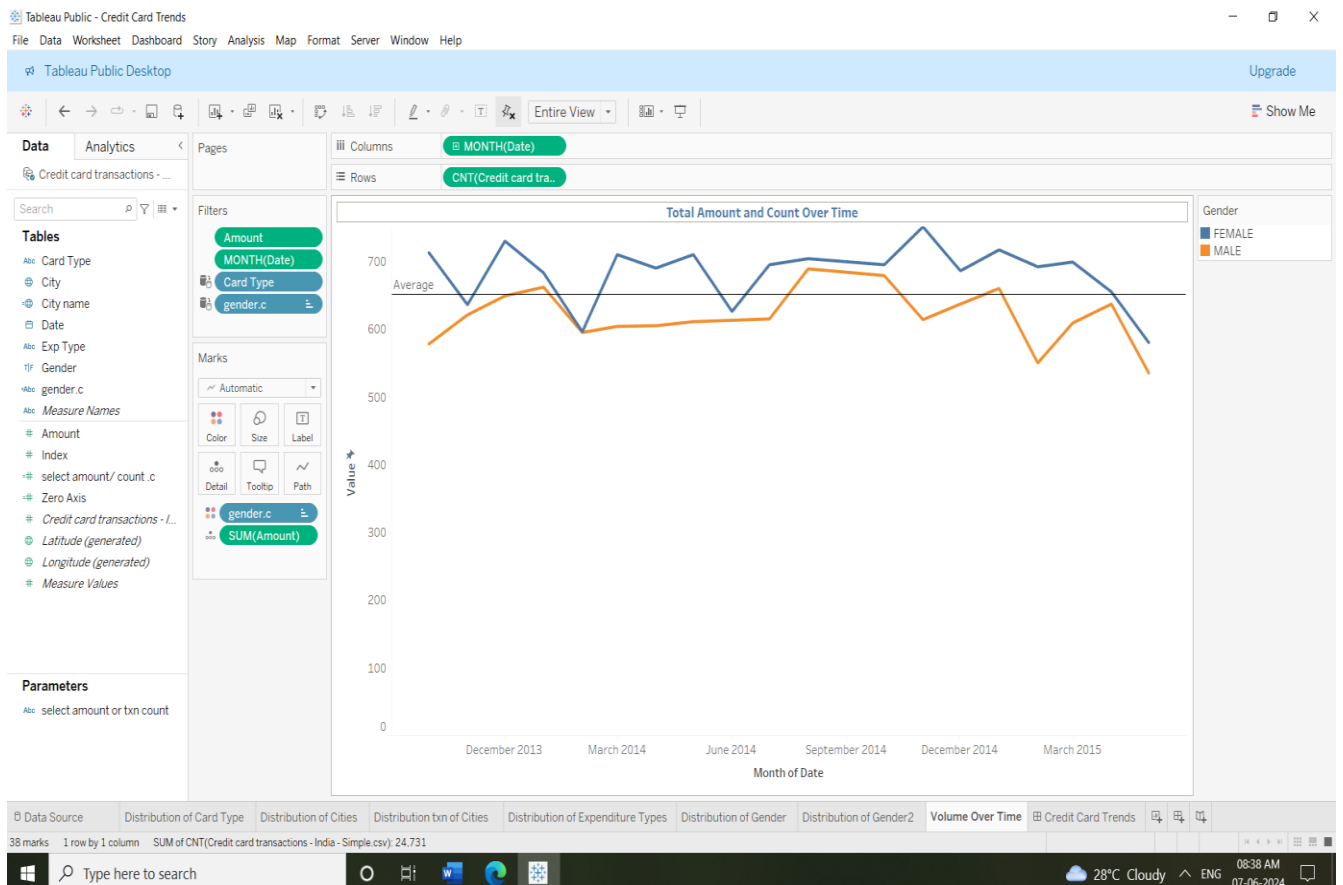 Tableau Public - Credit Card Trends
File Data Worksheet Dashboard Story Analysis Map Format Server Window Help
Tableau Public Desktop
Upgrade
Entire View
Show Me
Data
Analytics
Credit card transactions - ...
Search
Tables
Abc Card Type
City
City name
Date
Abc Exp Type
T|F Gender
=Abc gender.c
Abc Measure Names
# Amount
# Index
=# select amount/ count .c
=# Zero Axis
# Credit card transactions - I...
Latitude (generated)
Longitude (generated)
# Measure Values
Parameters
Abc select amount or txn count
Pages
Filters
Amount
MONTH(Date)
Card Type
gender.c
Marks
Automatic
Color
Size
Label
Detail
Tooltip
Path
gender.c
SUM(Amount)
Columns
MONTH(Date)
Rows
CNT(Credit card tra..
Total Amount and Count Over Time
700
Average
600
500
400
300
200
100
0
Value
December 2013
March 2014
June 2014
September 2014
December 2014
March 2015
Month of Date
Gender
FEMALE
MALE
Data Source
Distribution of Card Type
Distribution of Cities
Distribution txn of Cities
Distribution of Expenditure Types
Distribution of Gender
Distribution of Gender2
Volume Over Time
Credit Card Trends
38 marks 1 row by 1 column SUM of CNT(Credit card transactions - India - Simple.csv): 24,731
Type here to search
28°C Cloudy
ENG
08:38 AM
07-06-2024